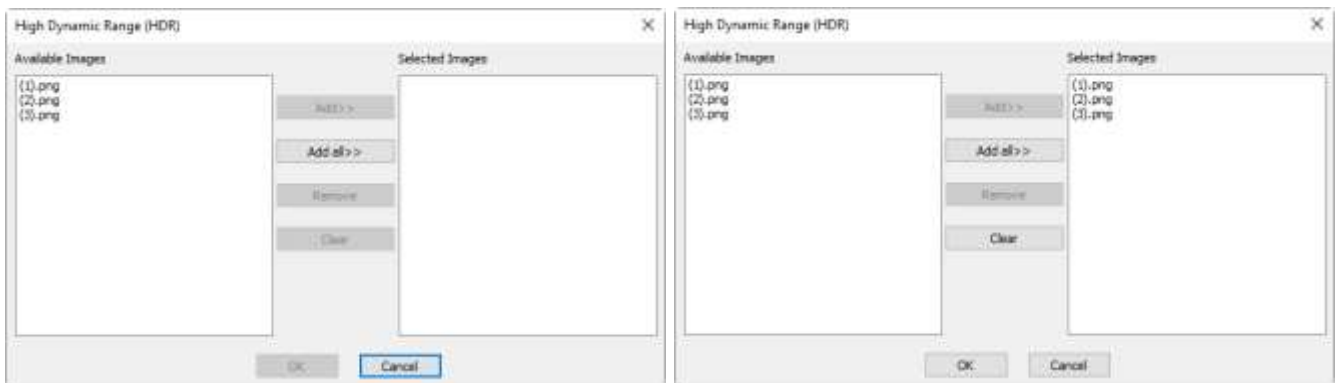 High Dynamic Range (HDR)
Available Images
Selected Images
(1).png
(2).png
(3).png
Add>>
Add all>>
Remove
Clear
OK
Cancel
High Dynamic Range (HDR)
Available Images
Selected Images
(1).png
(2).png
(3).png
Add>>
Add all>>
Remove
Clear
(1).png
(2).png
(3).png
OK
Cancel